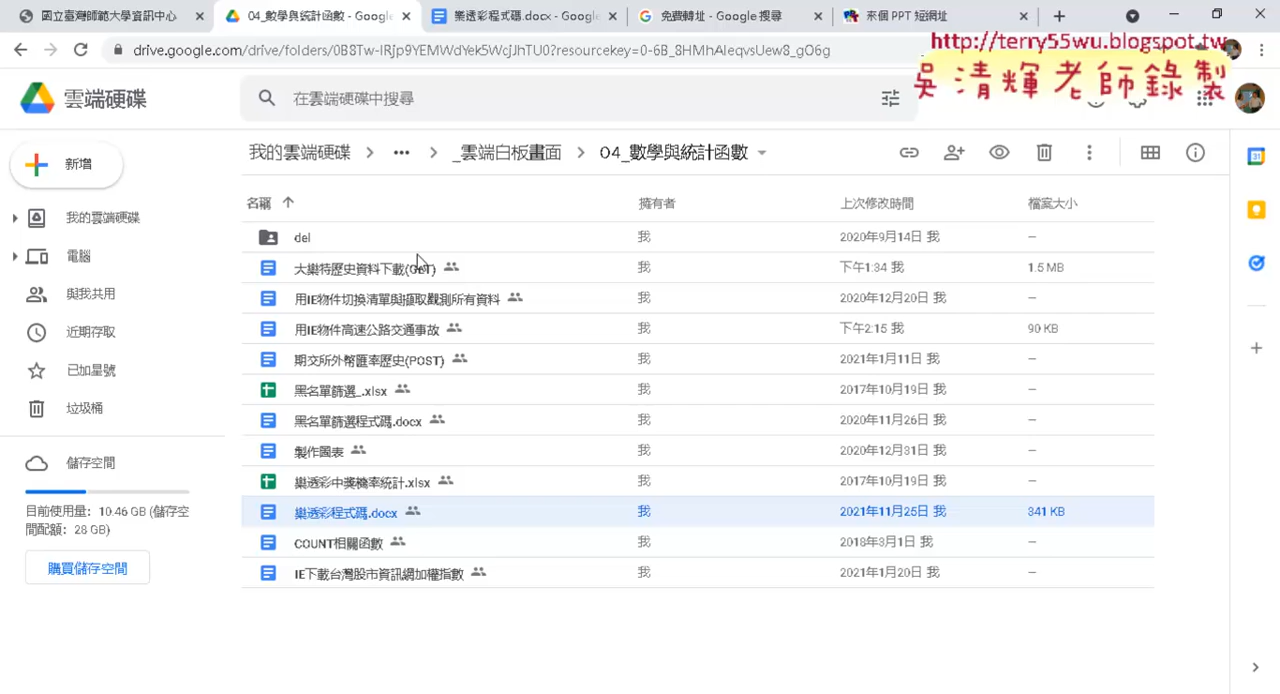 國立臺灣師範大學資訊中心
04_數學與統計函數 - Google
樂透彩程式碼.docx - Google
免費轉址 - Google 搜尋
來個 PPT 短網址
drive.google.com/drive/folders/0B8Tw-IRjp9YEMWdYek5WcjJhTU0?resourcekey=0-6B_8HMhAIeqvsUew8_gO6g
http://terry55wu.blogspot.tw
吳清輝老師錄製
雲端硬碟
在雲端硬碟中搜尋
新增
我的雲端硬碟
電腦
與我共用
近期存取
已加星號
垃圾桶
儲存空間
目前使用量: 10.46 GB (儲存空
間配額: 28 GB)
購買儲存空間
我的雲端硬碟 > ••• > _雲端白板畫面 > 04_數學與統計函數
名稱 擁有者 上次修改時間 檔案大小
del 我 2020年9月14日 我 –
大樂特歷史資料下載(GET) 我 下午1:34 我 1.5 MB
用IE物件切換清單與擷取觀測所有資料 我 2020年12月20日 我 –
用IE物件高速公路交通事故 我 下午2:15 我 90 KB
期交所外幣匯率歷史(POST) 我 2021年1月11日 我 –
黑名單篩選_.xlsx 我 2017年10月19日 我 –
黑名單篩選程式碼.docx 我 2020年11月26日 我 –
製作圖表 我 2020年12月31日 我 –
樂透彩中獎機率統計.xlsx 我 2017年10月19日 我 –
樂透彩程式碼.docx 我 2021年11月25日 我 341 KB
COUNT相關函數 我 2018年3月1日 我 –
IE下載台灣股市資訊網加權指數 我 2021年1月20日 我 –
31